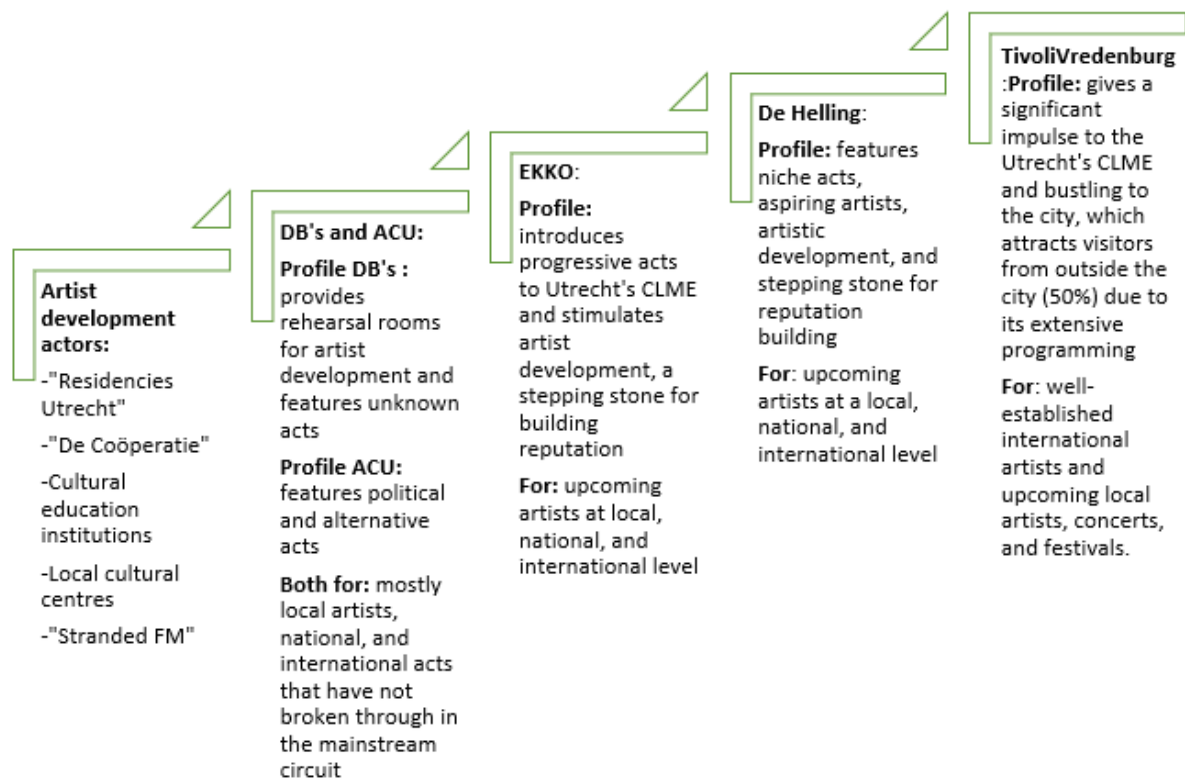 Artist
development
actors:
-"Residencies
Utrecht"
-"De Coöperatie"
-Cultural
education
institutions
-Local cultural
centres
-"Stranded FM"
DB's and ACU:
Profile DB's :
provides
rehearsal rooms
for artist
development and
features unknown
acts
Profile ACU:
features political
and alternative
acts
Both for: mostly
local artists,
national, and
international acts
that have not
broken through in
the mainstream
circuit
EKKO:
Profile:
introduces
progressive acts
to Utrecht's CLME
and stimulates
artist
development, a
stepping stone for
building
reputation
For: upcoming
artists at local,
national, and
international level
De Helling:
Profile: features
niche acts,
aspiring artists,
artistic
development, and
stepping stone for
reputation
building
For: upcoming
artists at a local,
national, and
international level
TivoliVredenburg
:Profile: gives a
significant
impulse to the
Utrecht's CLME
and bustling to
the city, which
attracts visitors
from outside the
city (50%) due to
its extensive
programming
For: well-
established
international
artists and
upcoming local
artists, concerts,
and festivals.